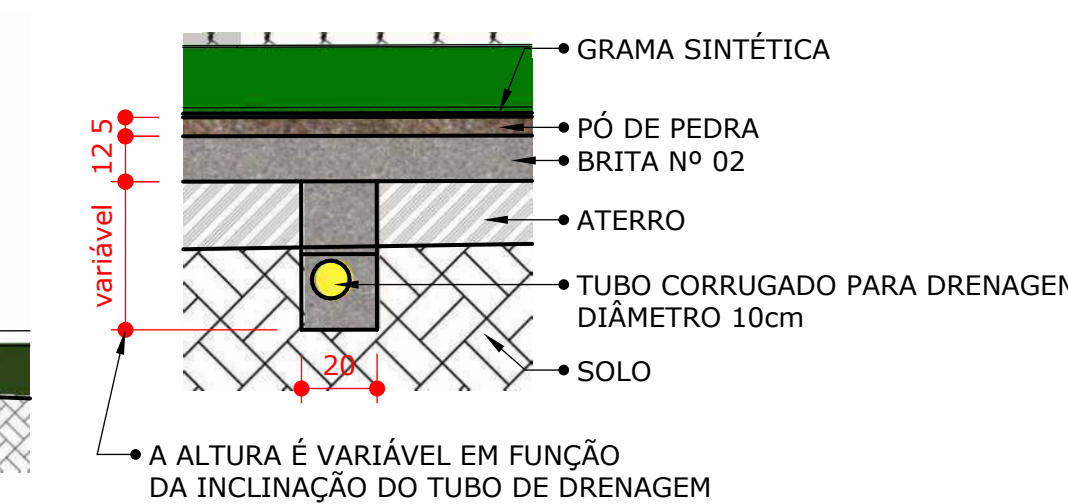 GRAMA SINTÉTICA
PÓ DE PEDRA
BRITA Nº 02
ATERRO
TUBO CORRUGADO PARA DRENAGEM
DIÂMETRO 10cm
SOLO
5
12
variável
20
A ALTURA É VARIÁVEL EM FUNÇÃO
DA INCLINAÇÃO DO TUBO DE DRENAGEM